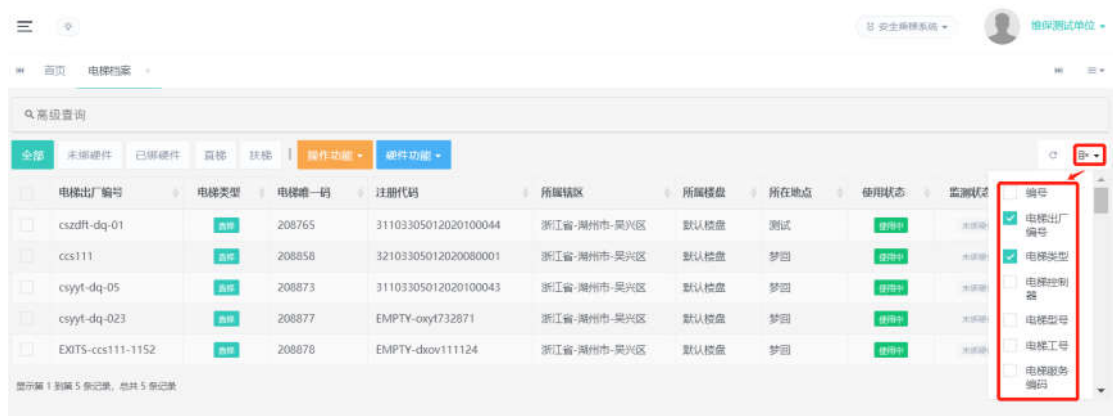 安全乘梯系统
维保测试单位
首页 电梯档案
高级查询
全部 未绑硬件 已绑硬件 直梯 扶梯 操作功能 硬件功能
电梯出厂编号 电梯类型 电梯唯一码 注册代码 所属辖区 所属楼盘 所在地点 使用状态 监测状态
cszdft-dq-01 直梯 208765 31103305012020100044 浙江省-湖州市-吴兴区 默认楼盘 测试 使用中
ccs111 直梯 208858 32103305012020080001 浙江省-湖州市-吴兴区 默认楼盘 梦回 使用中
csyyt-dq-05 直梯 208873 31103305012020100043 浙江省-湖州市-吴兴区 默认楼盘 梦回 使用中
csyyt-dq-023 直梯 208877 EMPTY-oxyt732871 浙江省-湖州市-吴兴区 默认楼盘 梦回 使用中
EXITS-ccs111-1152 直梯 208878 EMPTY-dxov111124 浙江省-湖州市-吴兴区 默认楼盘 梦回 使用中
编号
电梯出厂
编号
电梯类型
电梯控制
器
电梯型号
电梯工号
电梯服务
编码
显示第 1 到第 5 条记录，总共 5 条记录